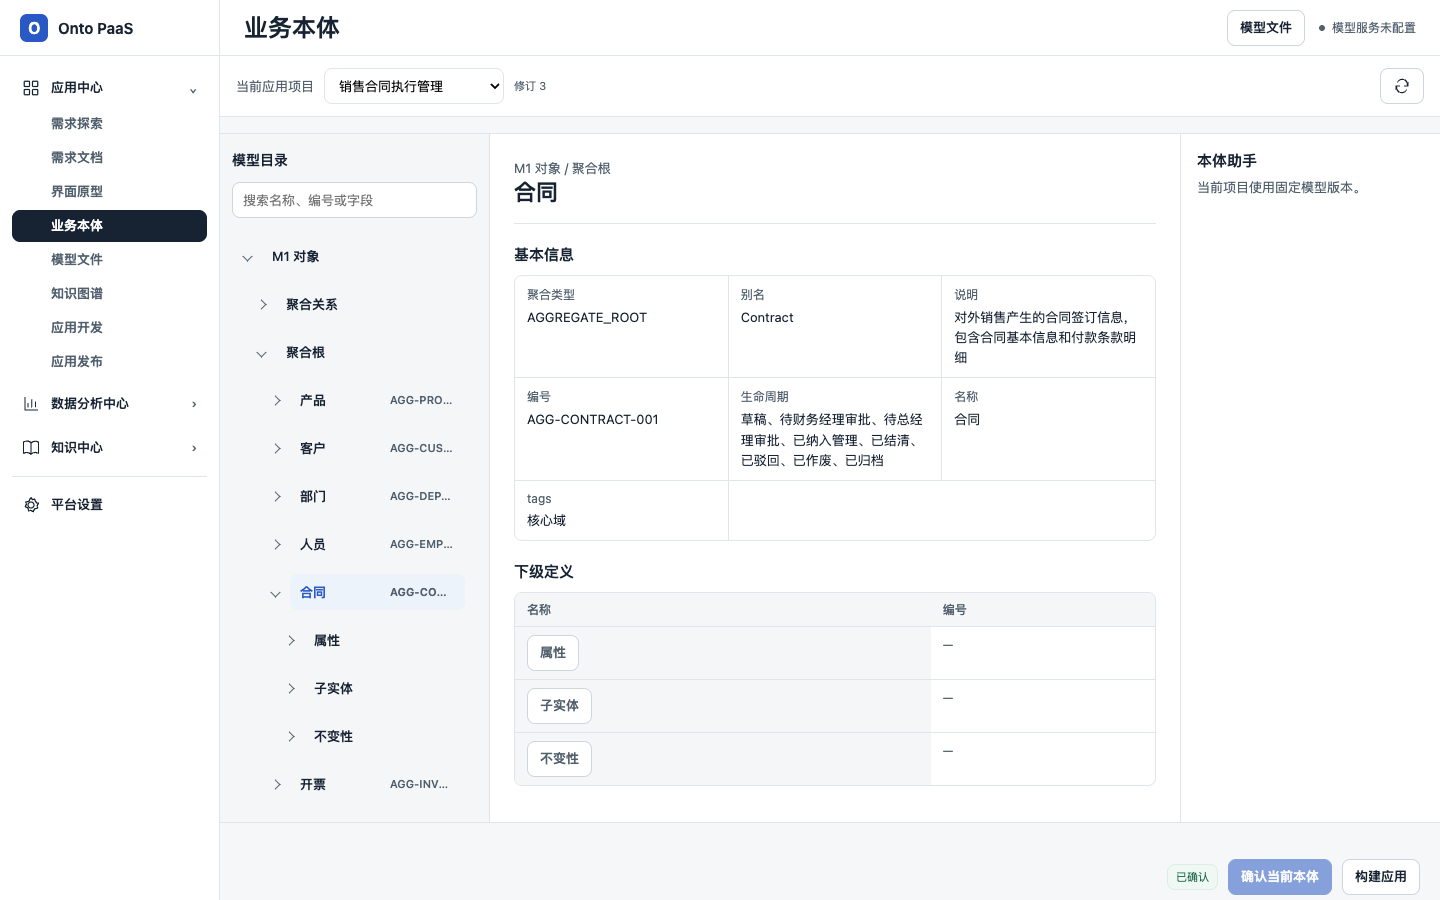 O Onto PaaS
应用中心
需求探索
需求文档
界面原型
业务本体
模型文件
知识图谱
应用开发
应用发布
数据分析中心
知识中心
平台设置
业务本体
模型文件
模型服务未配置
当前应用项目
销售合同执行管理
修订 3
模型目录
搜索名称、编号或字段
M1 对象
聚合关系
聚合根
产品 AGG-PRO...
客户 AGG-CUS...
部门 AGG-DEP...
人员 AGG-EMP...
合同 AGG-CO...
属性
子实体
不变性
开票 AGG-INV...
M1 对象 / 聚合根
合同
基本信息
聚合类型
AGGREGATE_ROOT
别名
Contract
说明
对外销售产生的合同签订信息，
包含合同基本信息和付款条款明
细
编号
AGG-CONTRACT-001
生命周期
草稿、待财务经理审批、待总经
理审批、已纳入管理、已结清、
已驳回、已作废、已归档
名称
合同
tags
核心域
下级定义
名称 编号
属性 —
子实体 —
不变性 —
本体助手
当前项目使用固定模型版本。
已确认
确认当前本体
构建应用